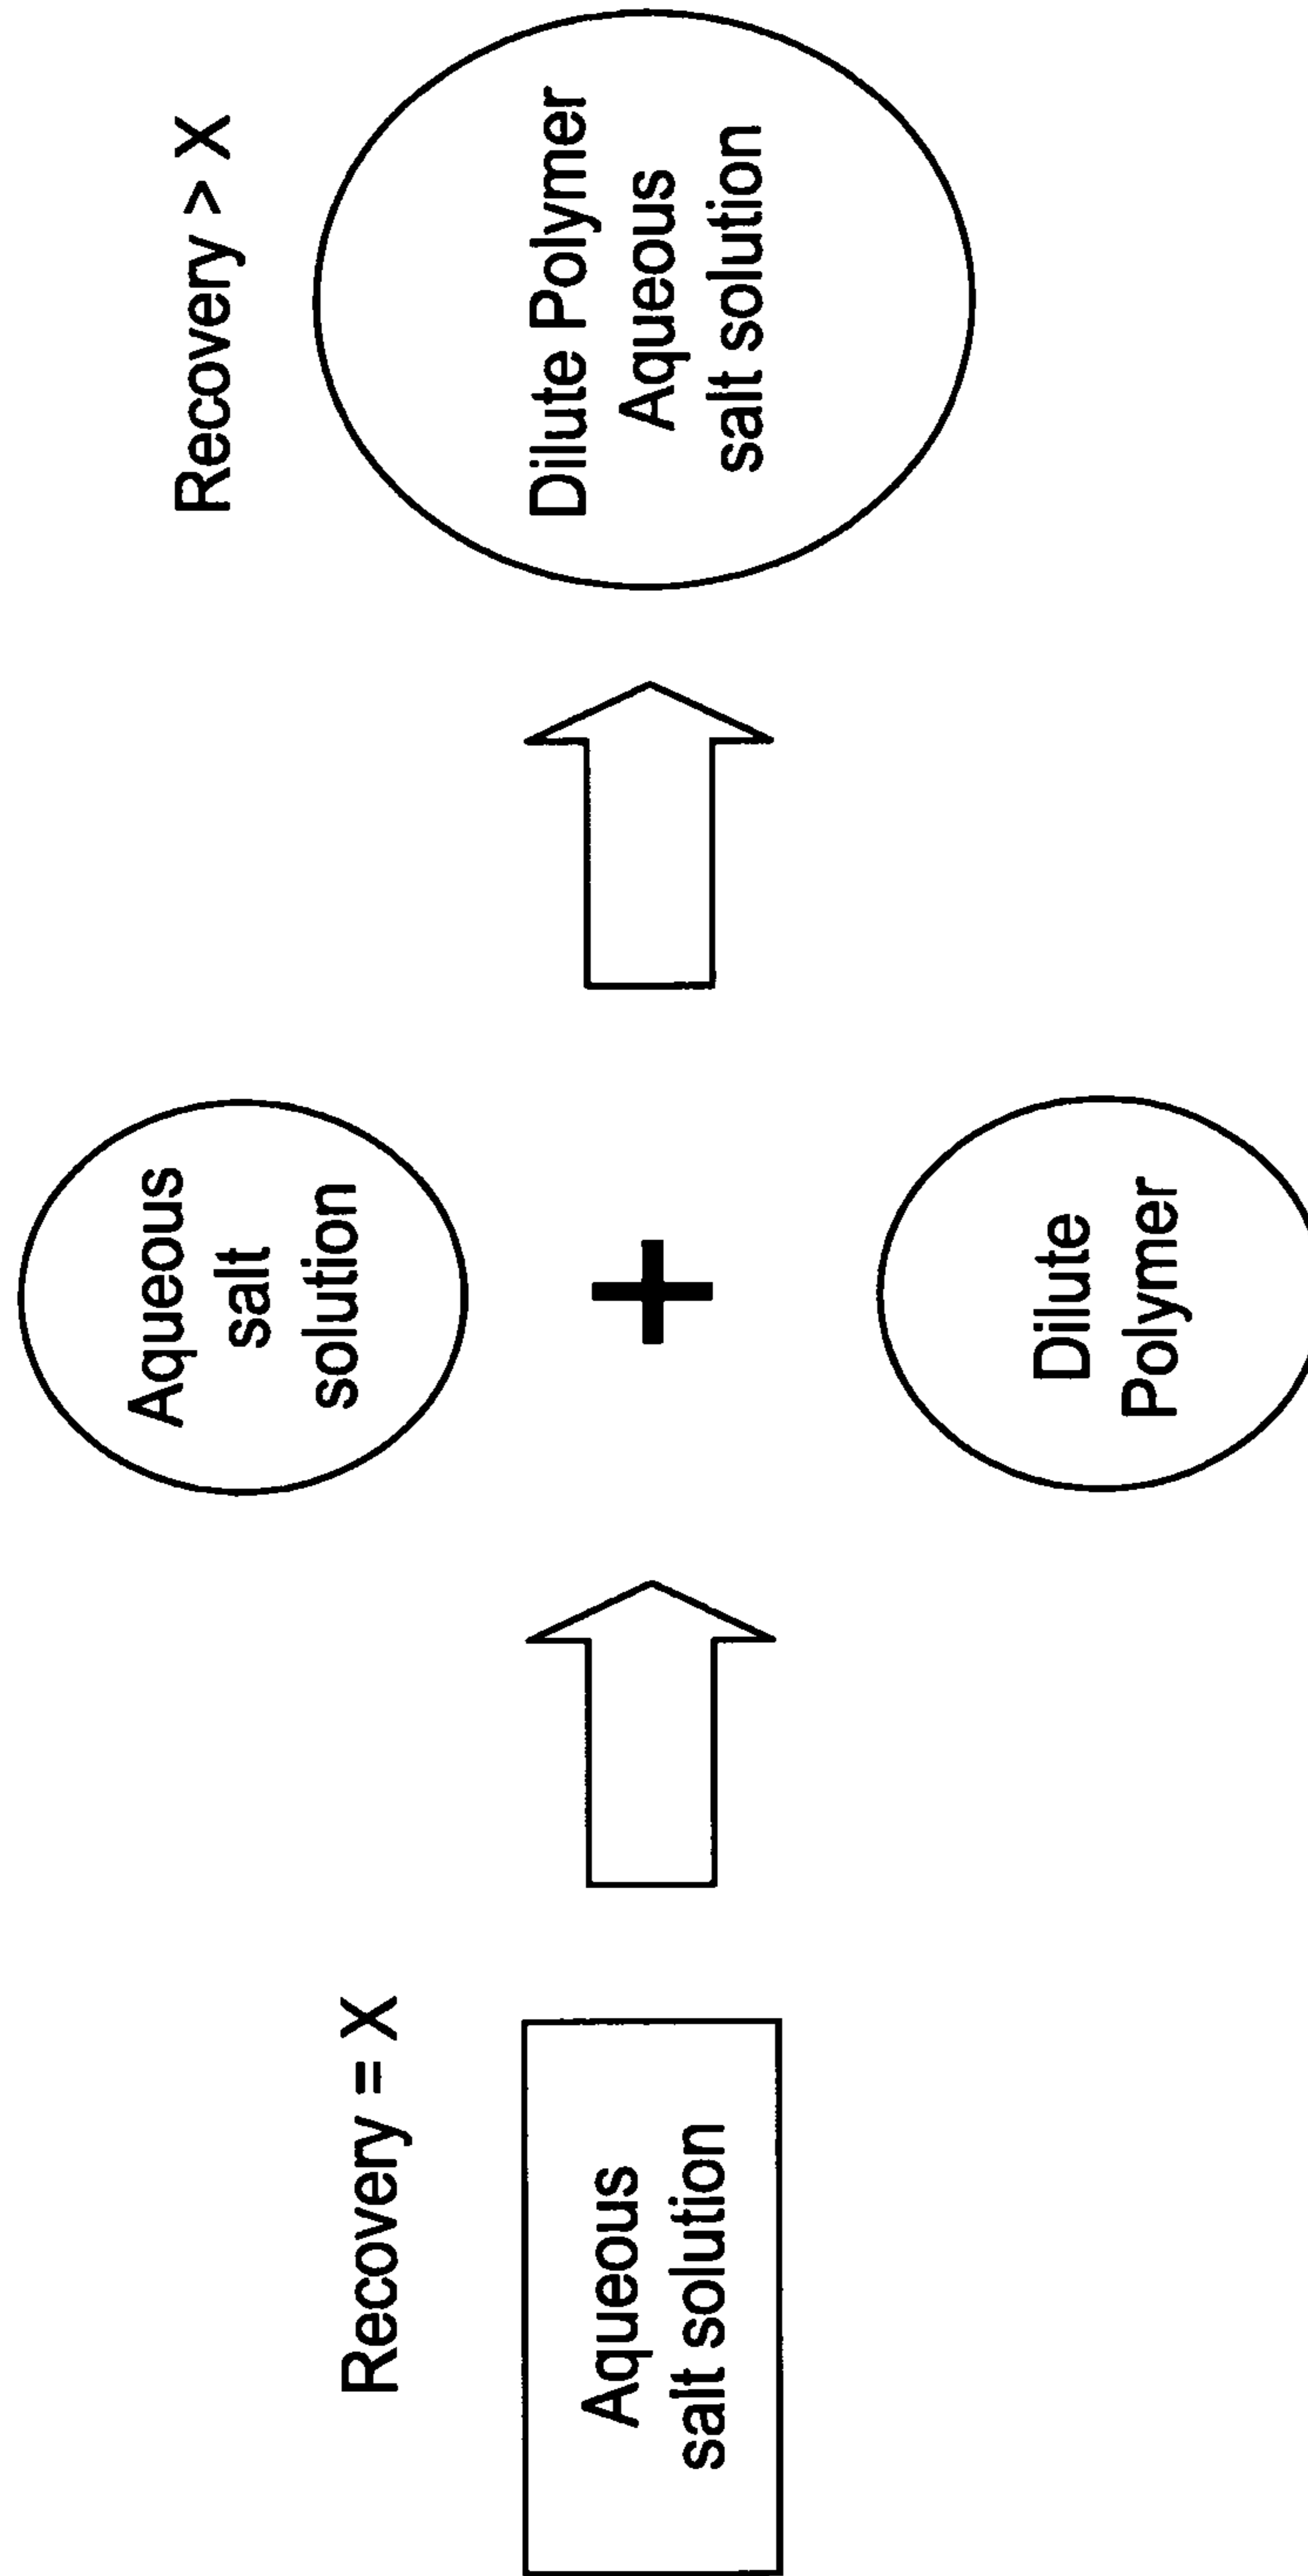 Recovery = X
Aqueous
salt solution
Aqueous
salt
solution
+
Dilute
Polymer
Recovery > X
Dilute Polymer
Aqueous
salt solution